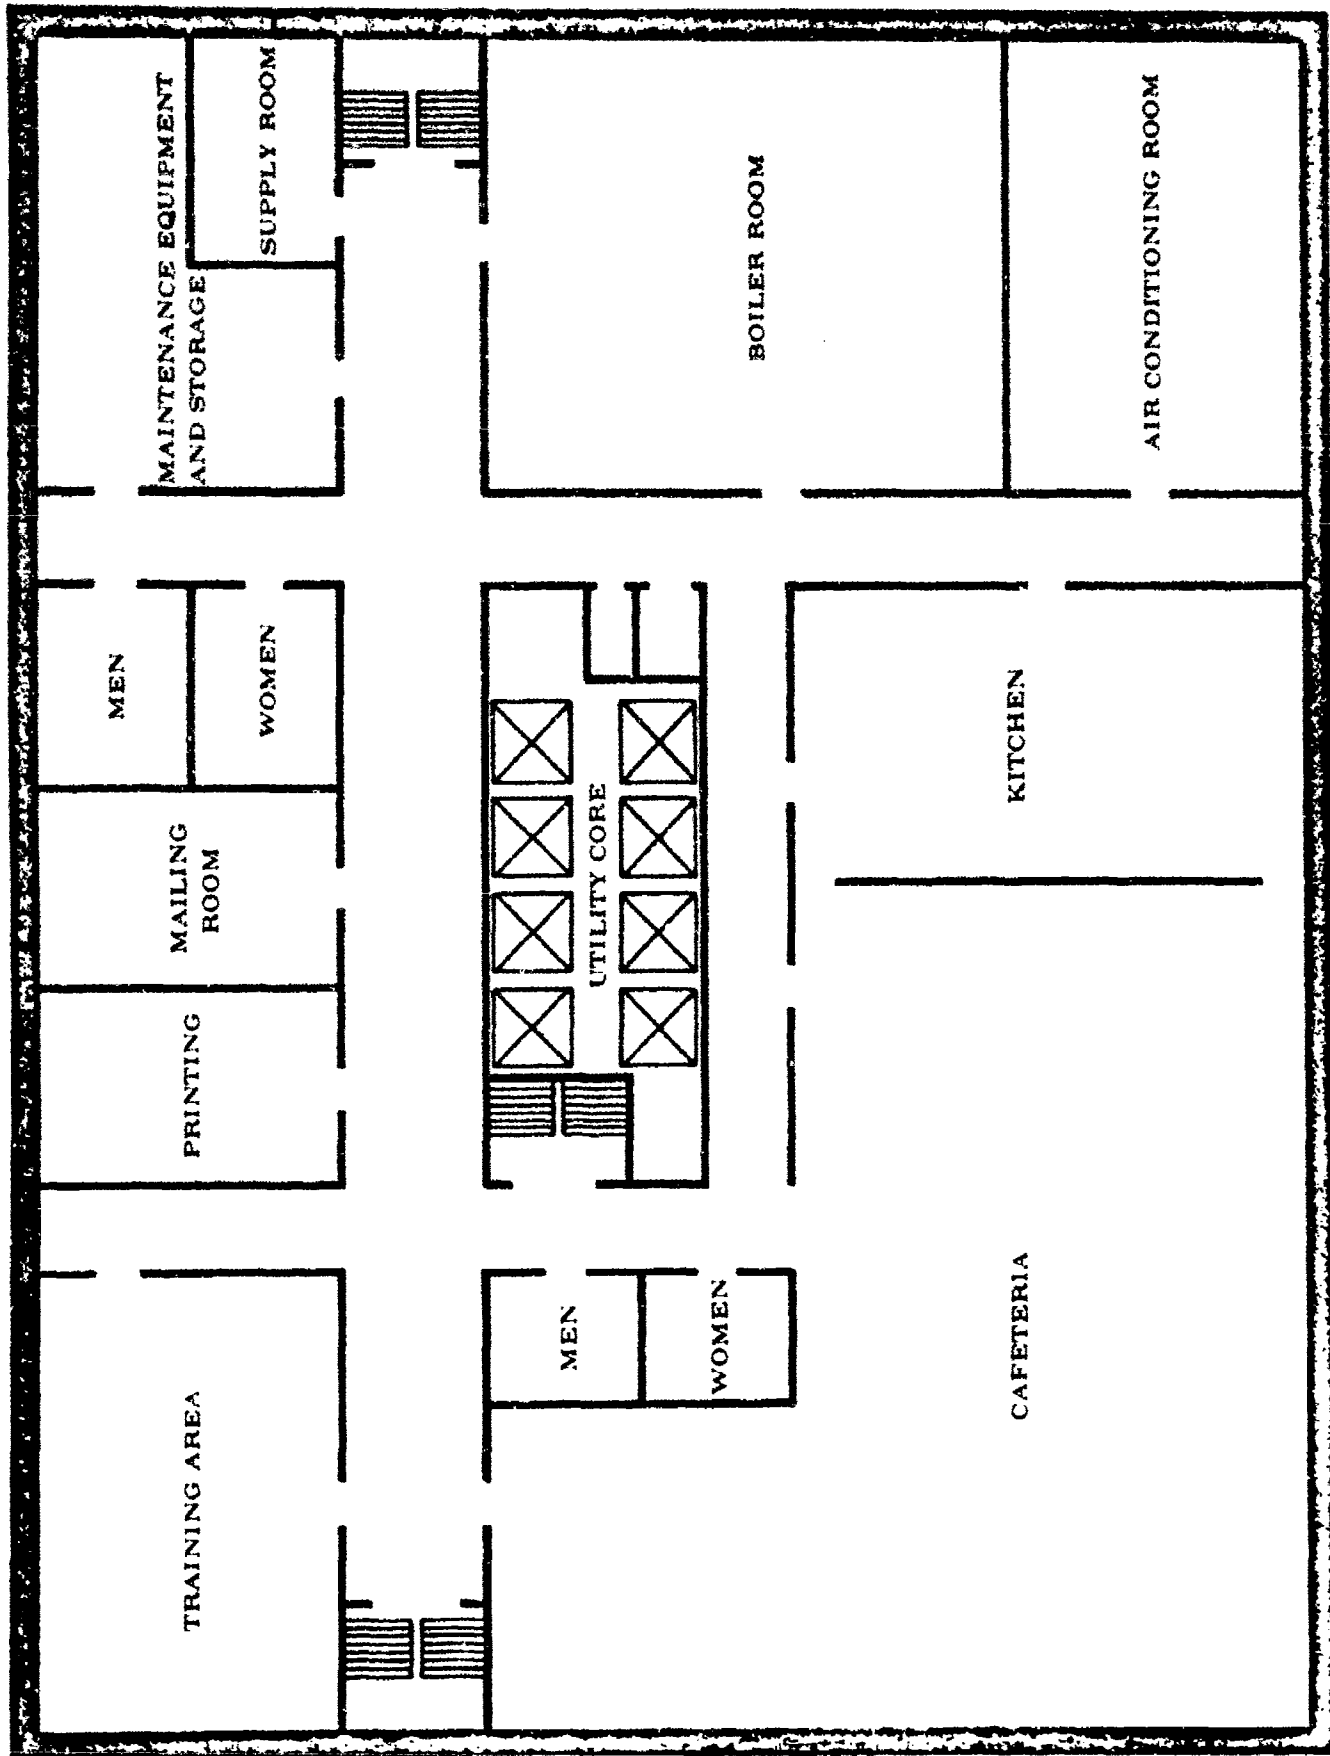 TRAINING AREA
PRINTING
MAILING
ROOM
MEN
WOMEN
MAINTENANCE EQUIPMENT
AND STORAGE
SUPPLY ROOM
MEN
WOMEN
UTILITY CORE
BOILER ROOM
CAFETERIA
KITCHEN
AIR CONDITIONING ROOM